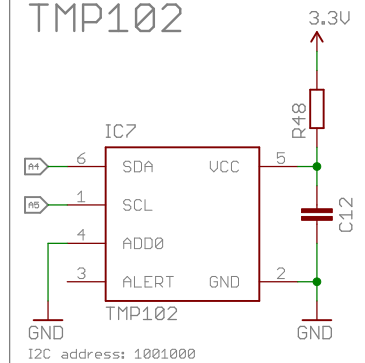 TMP102
3.3V
R48
IC7
A4
6
SDA
VCC
5
A5
1
SCL
C12
4
ADD0
3
ALERT
GND
2
TMP102
GND
GND
I2C address: 1001000